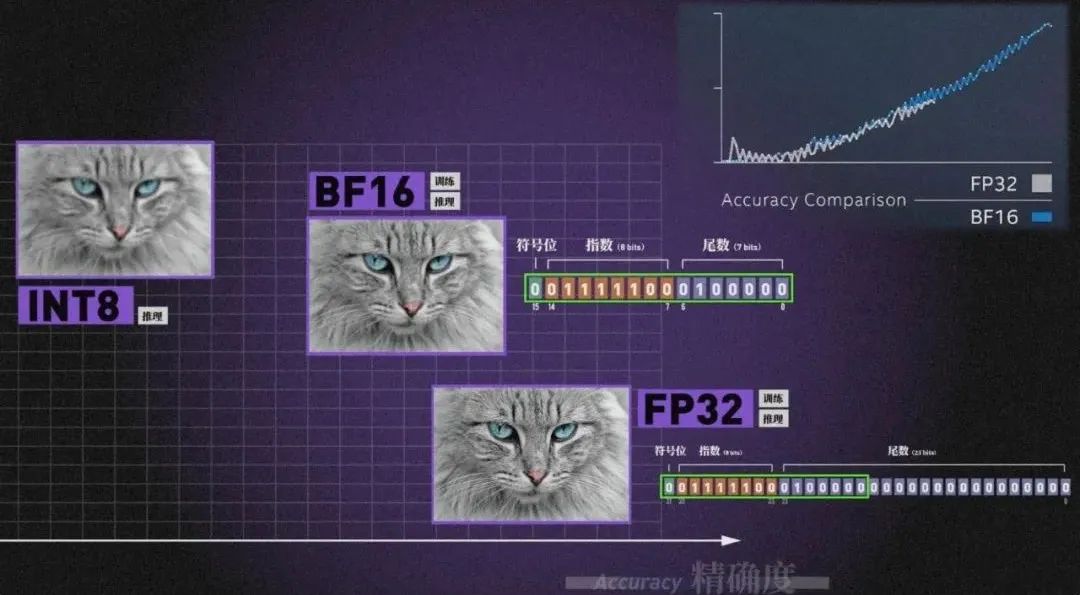 FP32
Accuracy Comparison
BF16
INT8
推理
BF16
训练
推理
符号位 指数 (8 bits) 尾数 (7 bits)
0 0 1 1 1 1 1 0 0 0 1 0 0 0 0 0
15 14 7 6 0
FP32
训练
推理
符号位 指数 (8 bits) 尾数 (23 bits)
0 0 1 1 1 1 1 0 0 0 1 0 0 0 0 0 0 0 0 0 0 0 0 0 0 0 0 0 0 0 0 0
Accuracy 精确度